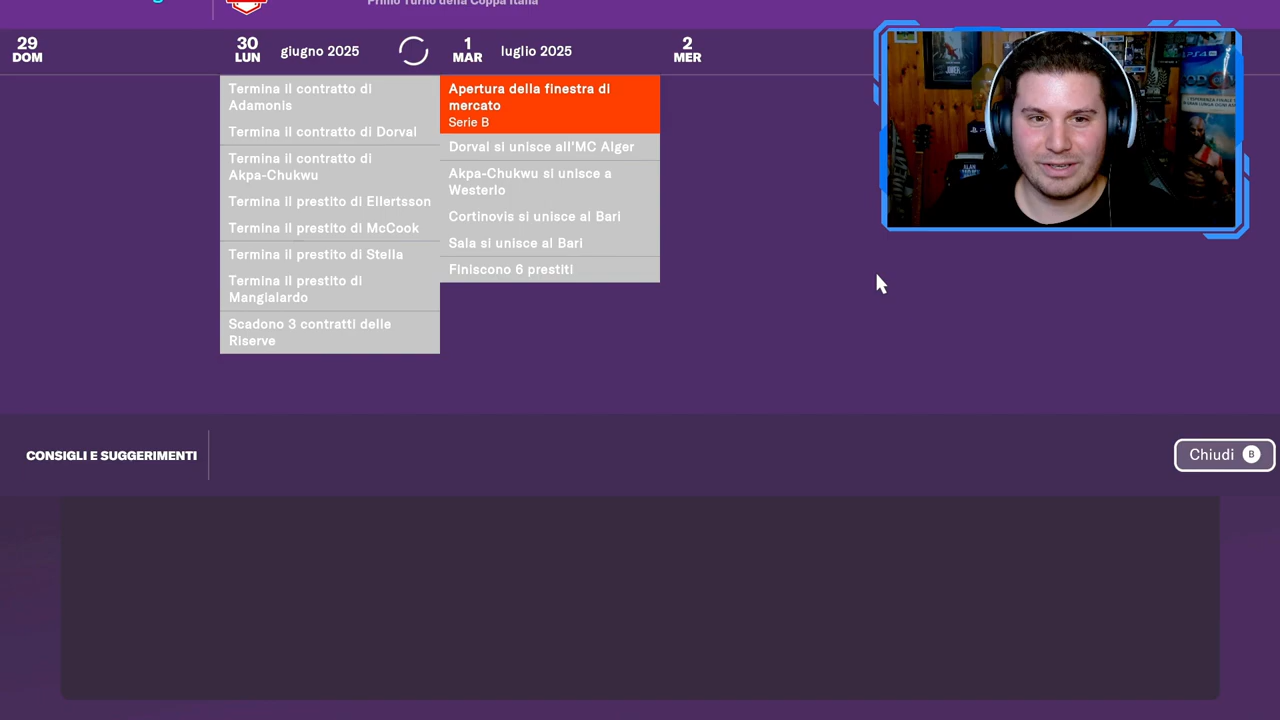 Primo Turno della Coppa Italia
29
DOM
30
LUN
giugno 2025
1
MAR
luglio 2025
2
MER
Termina il contratto di
Adamonis
Termina il contratto di Dorval
Termina il contratto di
Akpa-Chukwu
Termina il prestito di Ellertsson
Termina il prestito di McCook
Termina il prestito di Stella
Termina il prestito di
Mangialardo
Scadono 3 contratti delle
Riserve
Apertura della finestra di
mercato
Serie B
Dorval si unisce all'MC Alger
Akpa-Chukwu si unisce a
Westerlo
Cortinovis si unisce al Bari
Sala si unisce al Bari
Finiscono 6 prestiti
JOKER
PS4
CONSIGLI E SUGGERIMENTI
Chiudi B